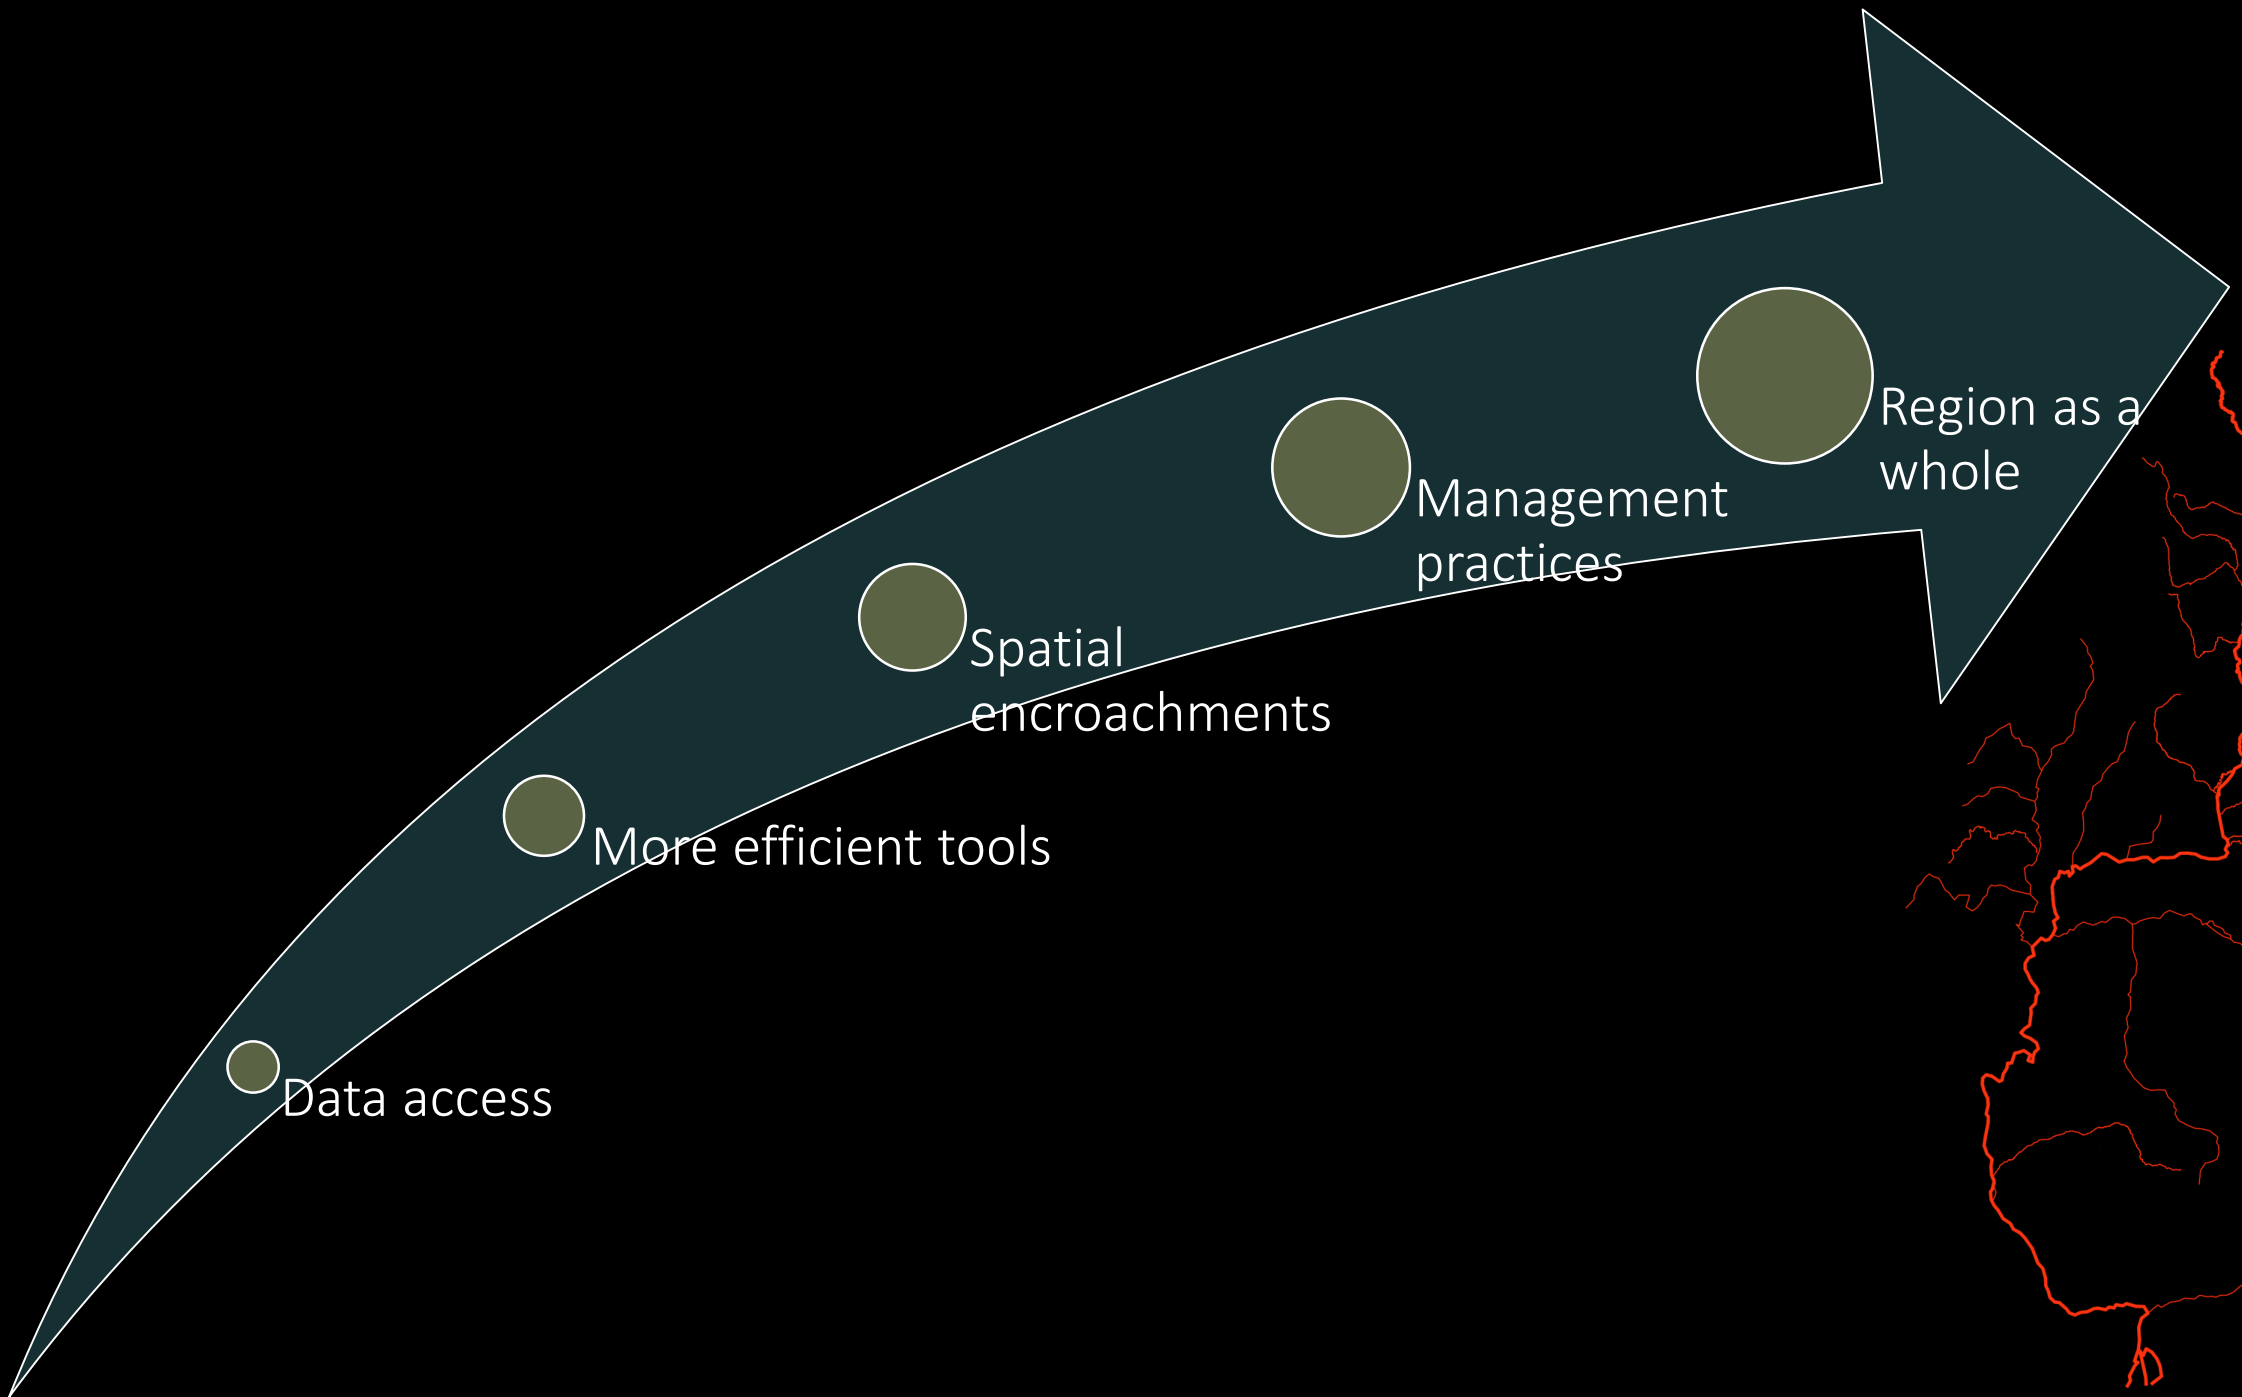 Region as a
whole
Management
practices
Spatial
encroachments
More efficient tools
Data access